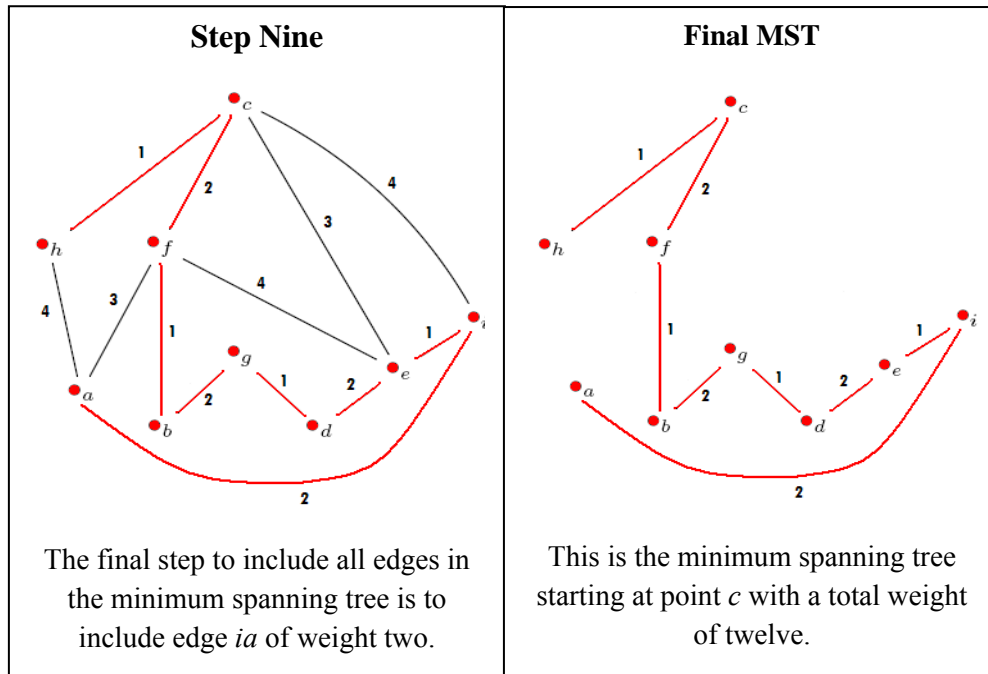 Step Nine
c
1
2
4
3
h
f
4
3
4
1
i
1
g
e
a
2
1
2
b
d
2
The final step to include all edges in
the minimum spanning tree is to
include edge ia of weight two.
Final MST
c
1
2
h
f
1
i
1
g
e
a
2
1
2
b
d
2
This is the minimum spanning tree
starting at point c with a total weight
of twelve.